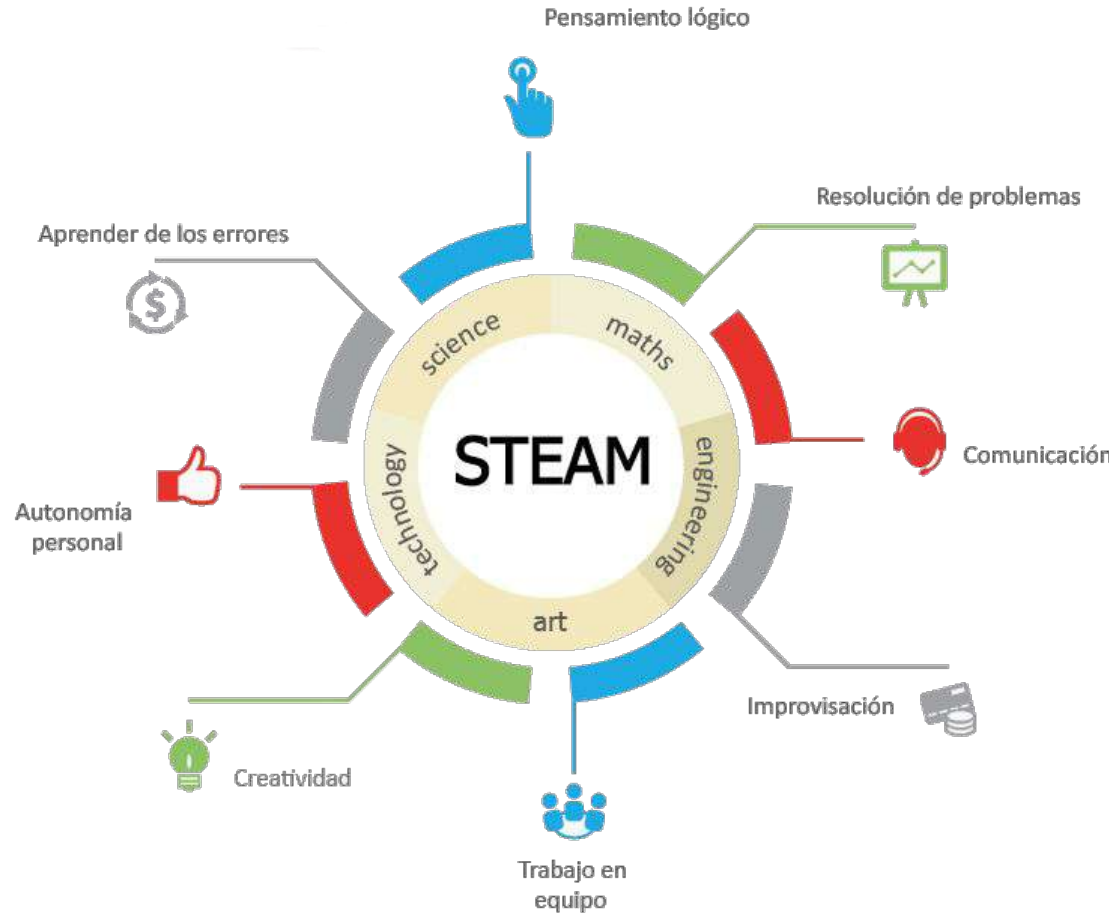 Pensamiento lógico
Resolución de problemas
Aprender de los errores
science
maths
STEAM
engineering
technology
art
Comunicación
Autonomía
personal
Improvisación
Creatividad
Trabajo en
equipo
$